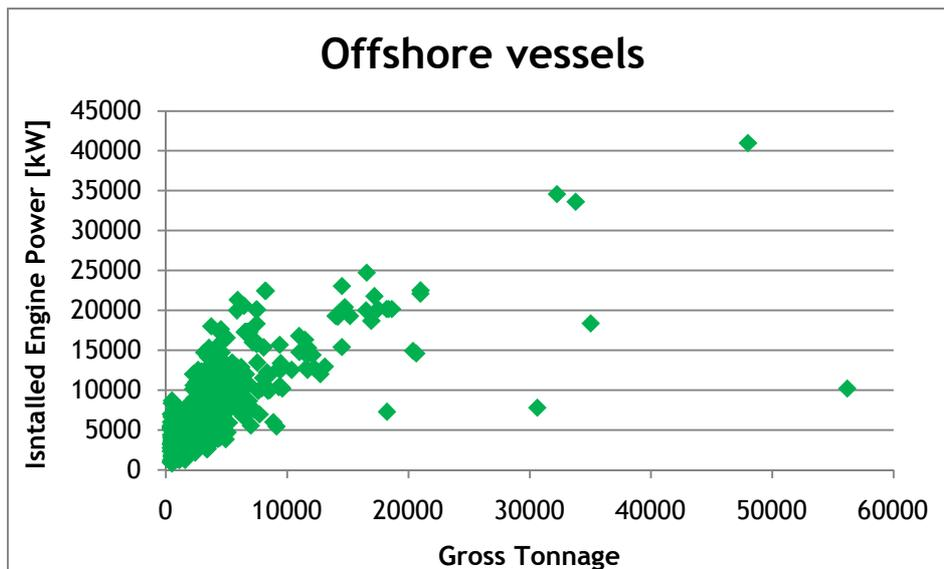 Offshore vessels
Isntalled Engine Power [kW]
45000
40000
35000
30000
25000
20000
15000
10000
5000
0
0 10000 20000 30000 40000 50000 60000
Gross Tonnage